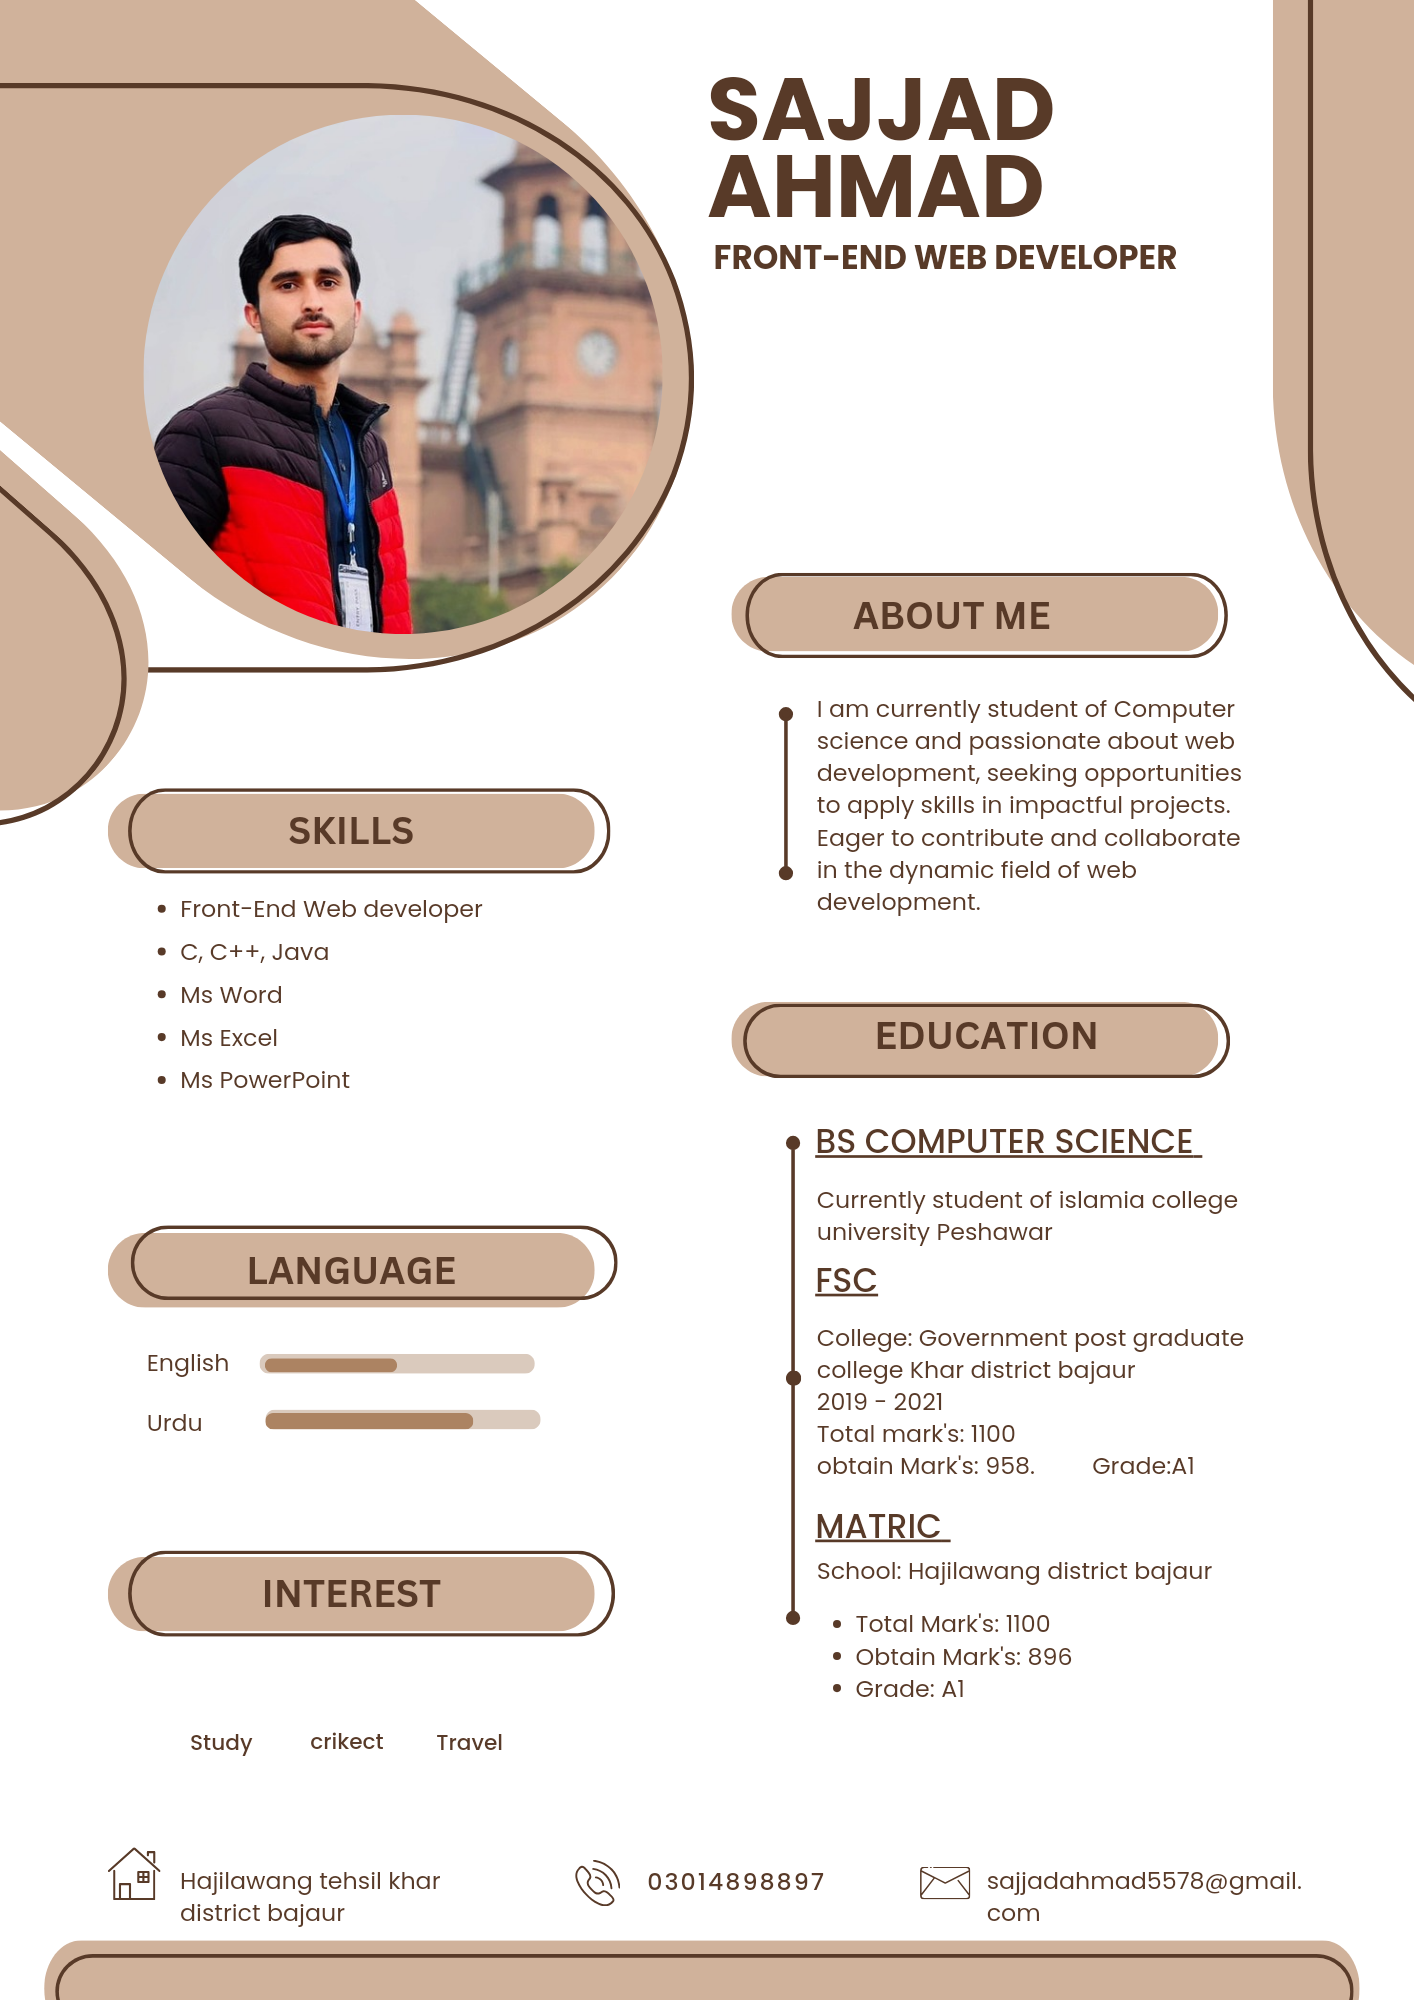 SAJJAD
AHMAD
FRONT-END WEB DEVELOPER
ABOUT ME
I am currently student of Computer
science and passionate about web
development, seeking opportunities
to apply skills in impactful projects.
Eager to contribute and collaborate
in the dynamic field of web
development.
SKILLS
• Front-End Web developer
• C, C++, Java
• Ms Word
• Ms Excel
• Ms PowerPoint
LANGUAGE
English
Urdu
INTEREST
Study crikect Travel
EDUCATION
BS COMPUTER SCIENCE
Currently student of islamia college
university Peshawar
FSC
College: Government post graduate
college Khar district bajaur
2019 - 2021
Total mark's: 1100
obtain Mark's: 958. Grade:A1
MATRIC
School: Hajilawang district bajaur
• Total Mark's: 1100
• Obtain Mark's: 896
• Grade: A1
Hajilawang tehsil khar
district bajaur
03014898897
sajjadahmad5578@gmail.
com